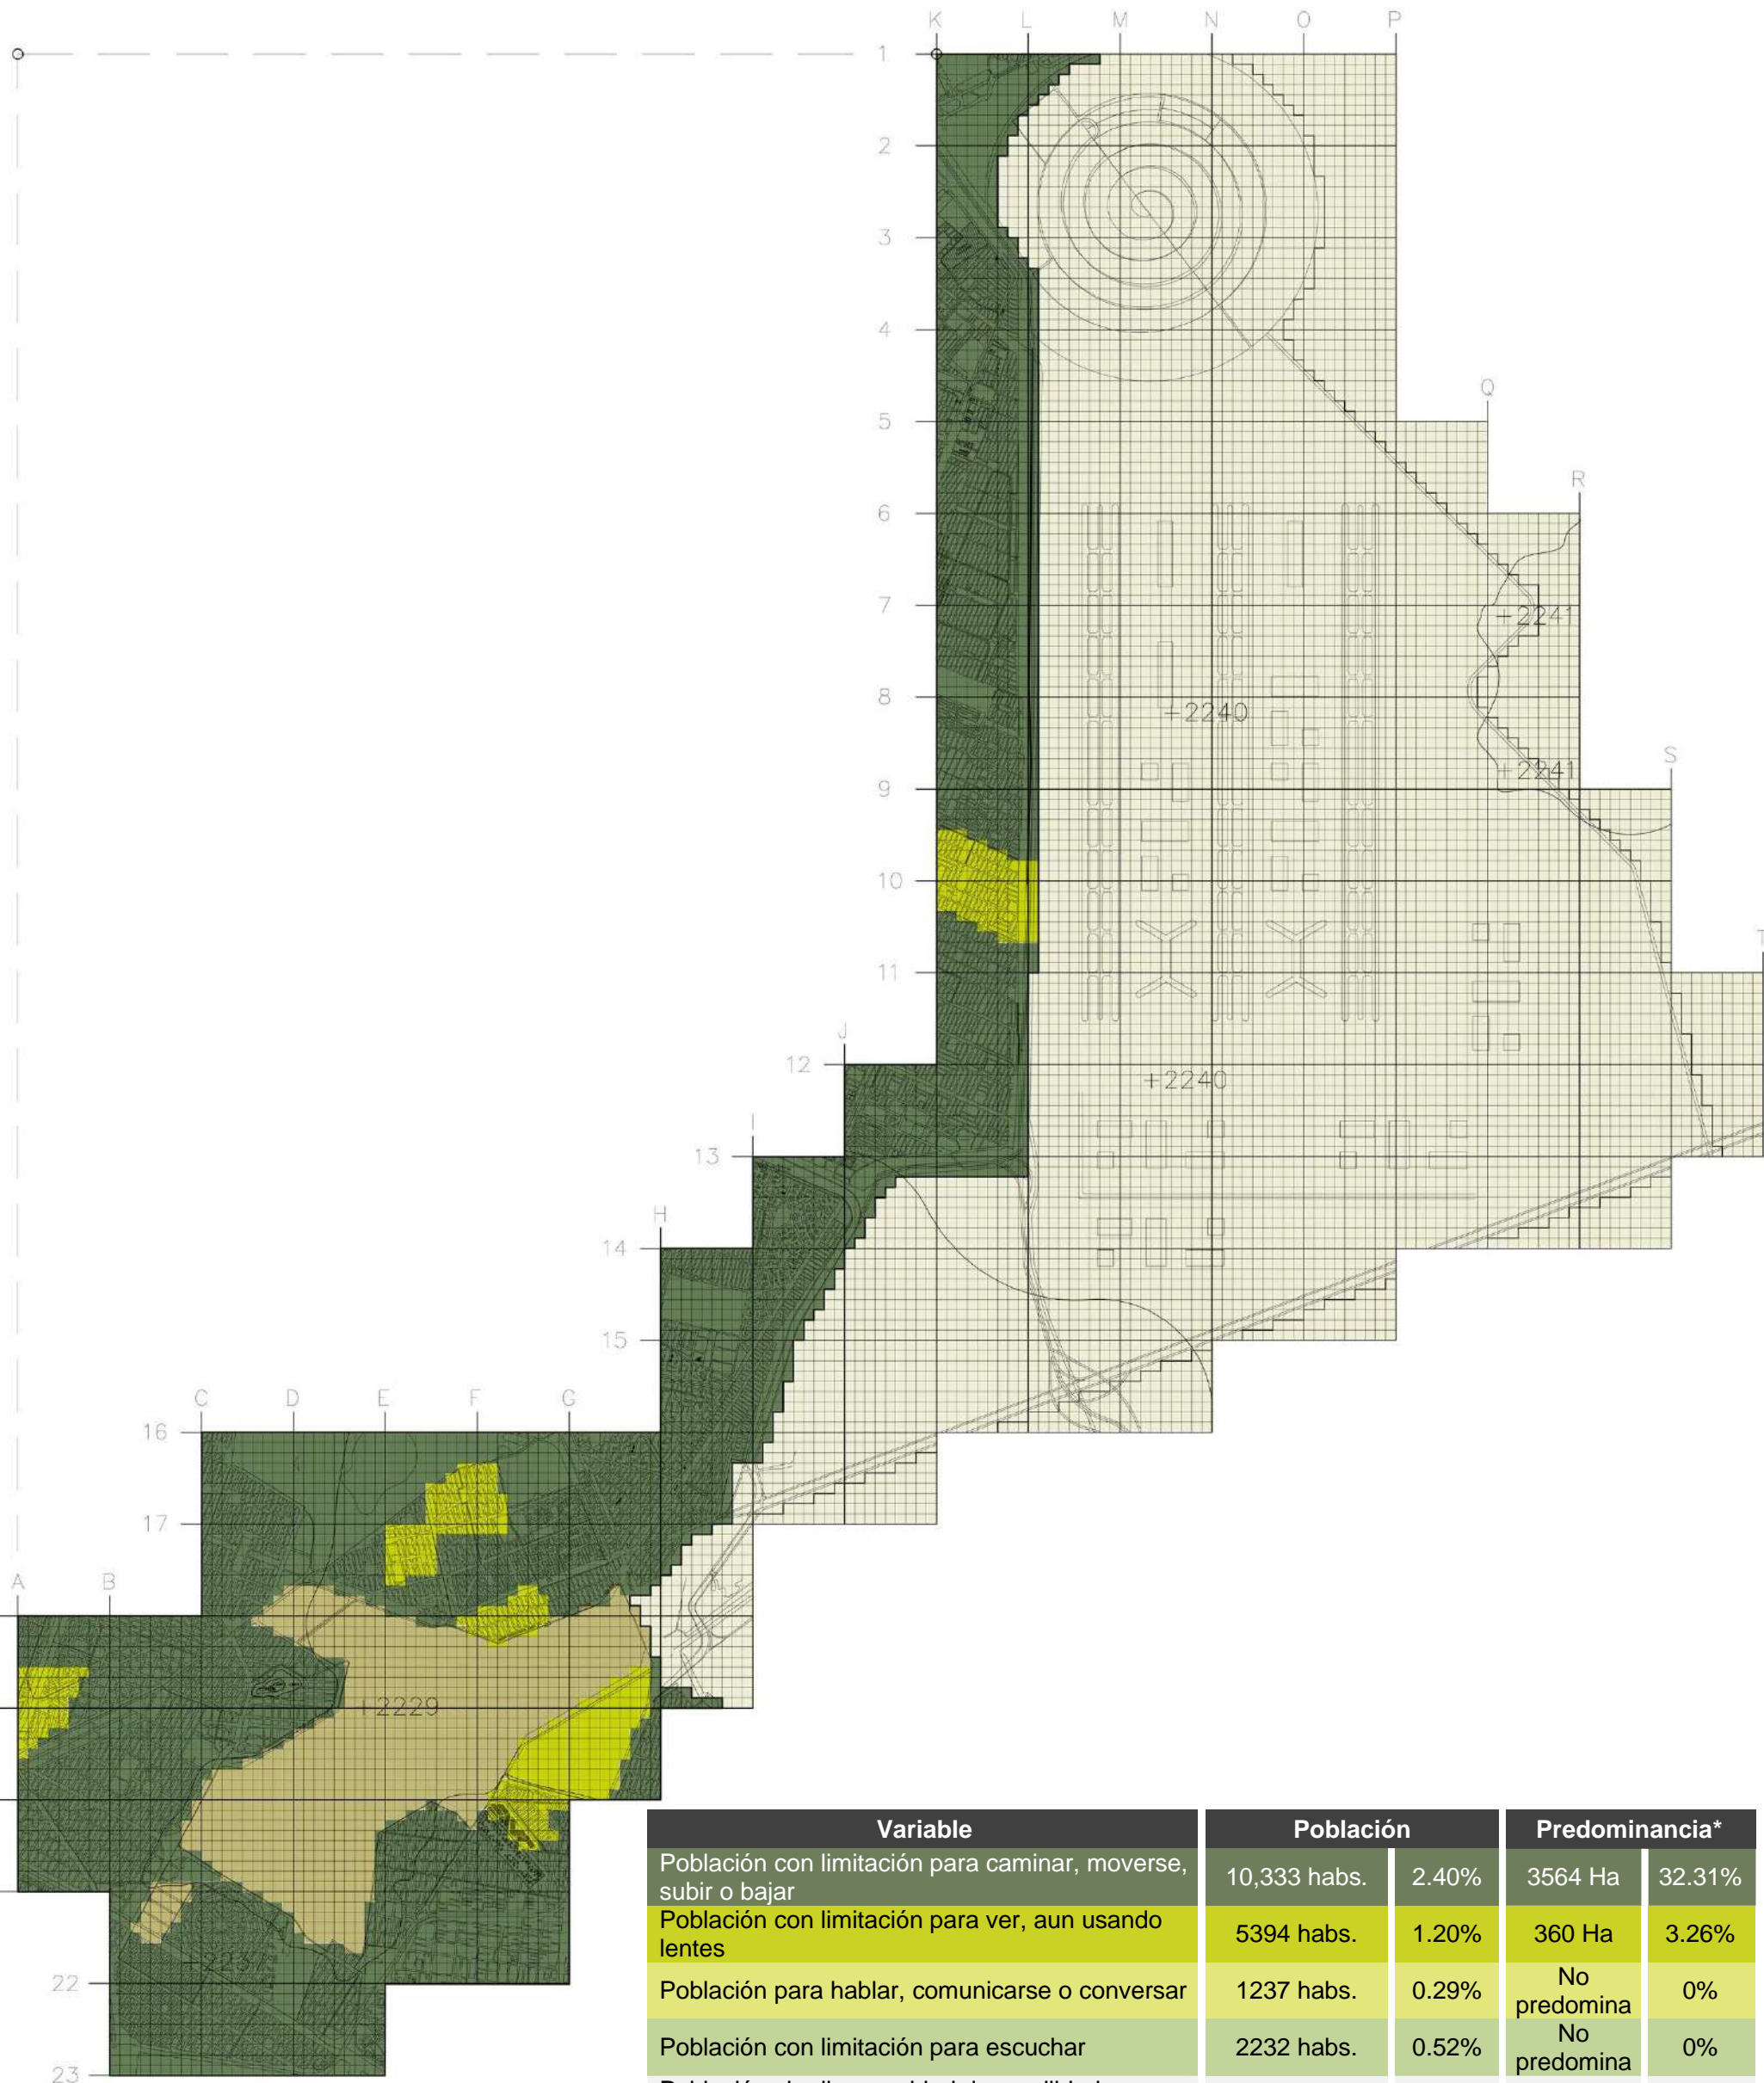 K L M N O P
1
2
3
4
5
Q
6
R
7
+2241
8
+2240
+2241
S
9
10
11
T
J
12
+2240
I
13
H
14
15
C D E F G
16
17
A B
+2229
Variable Población Predominancia*
Población con limitación para caminar, moverse,
subir o bajar
10,333 habs. 2.40% 3564 Ha 32.31%
Población con limitación para ver, aun usando
lentes
5394 habs. 1.20% 360 Ha 3.26%
22
Población para hablar, comunicarse o conversar 1237 habs. 0.29% No
predomina
0%
Población con limitación para escuchar 2232 habs. 0.52% No
predomina
0%
23